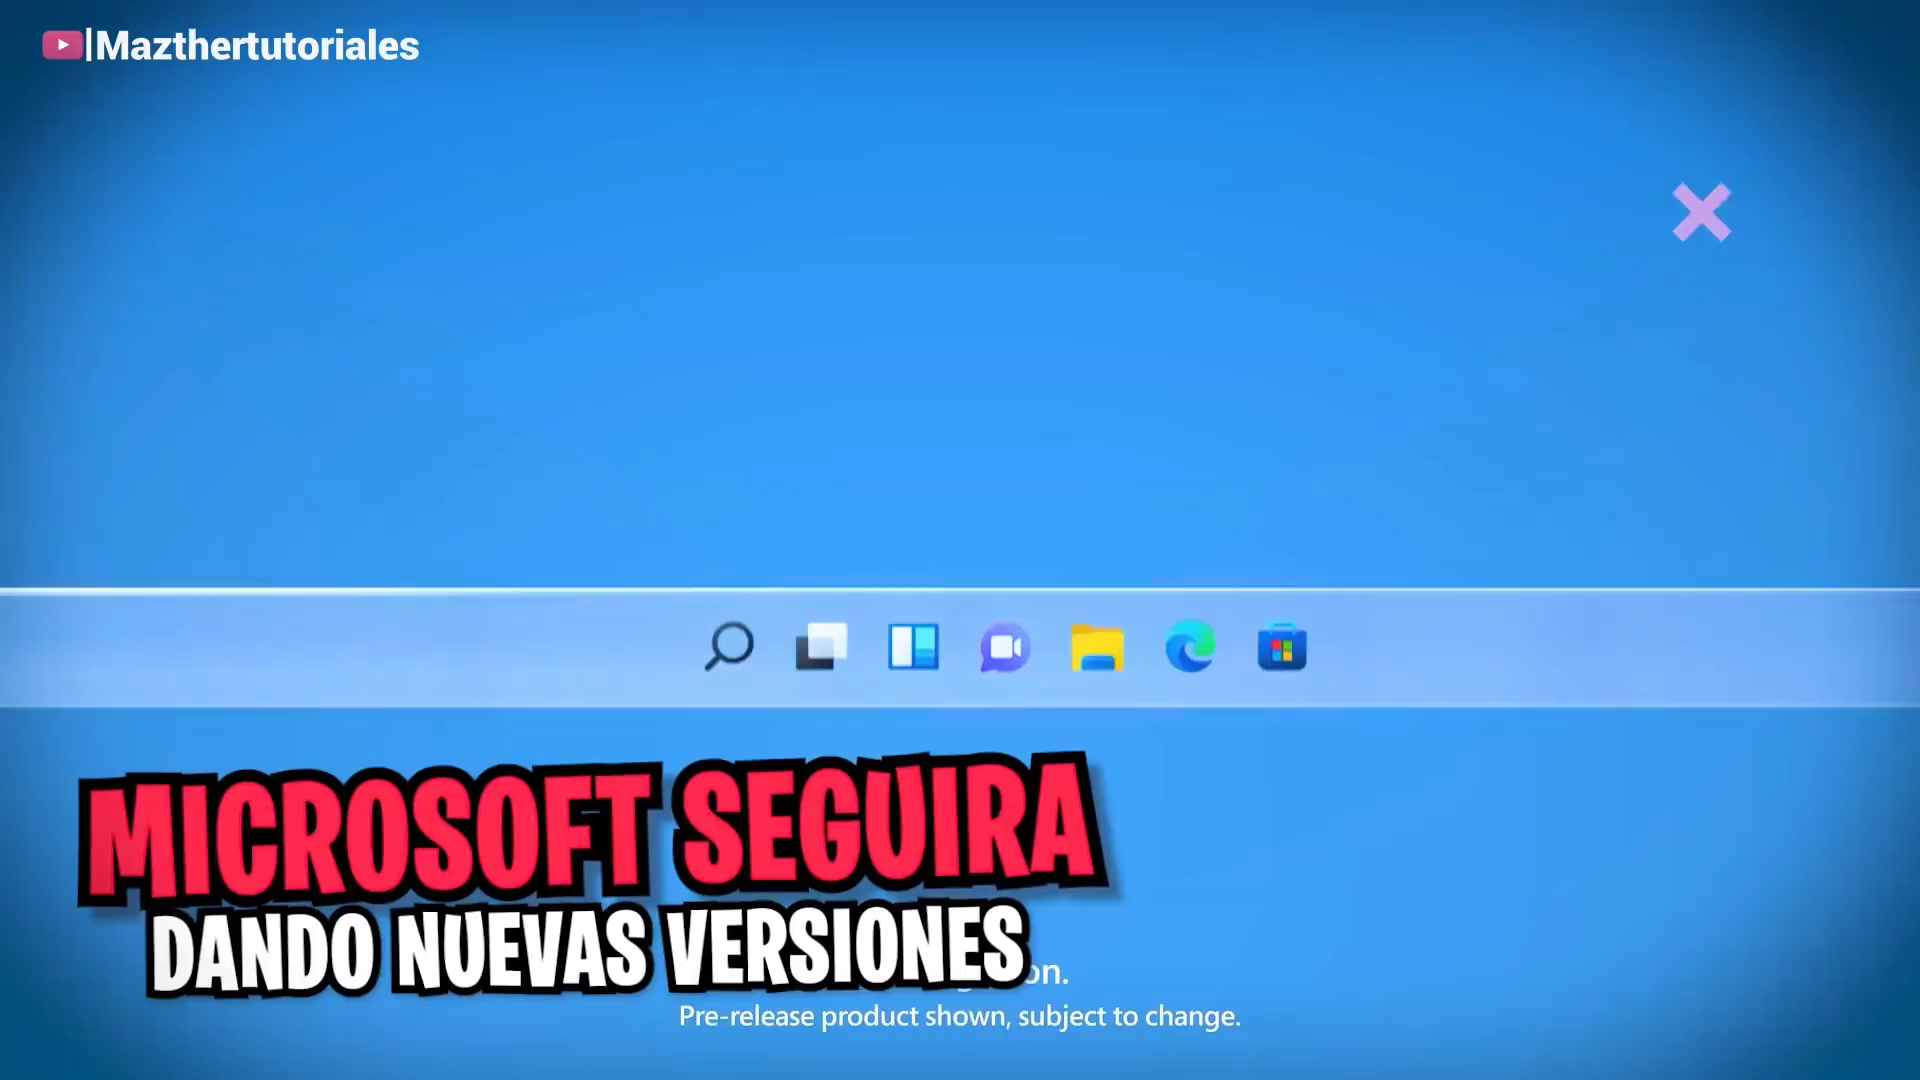 |Mazthertutoriales
MICROSOFT SEGUIRA
DANDO NUEVAS VERSIONES
Pre-release product shown, subject to change.